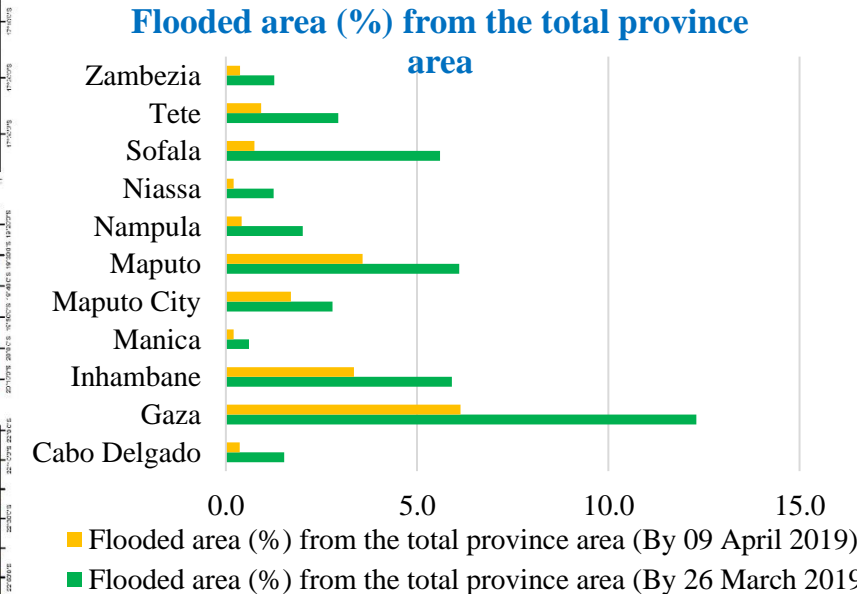 Flooded area (%) from the total province
area
Zambezia
Tete
Sofala
Niassa
Nampula
Maputo
Maputo City
Manica
Inhambane
Gaza
Cabo Delgado
0.0 5.0 10.0 15.0
Flooded area (%) from the total province area (By 09 April 2019)
Flooded area (%) from the total province area (By 26 March 2019